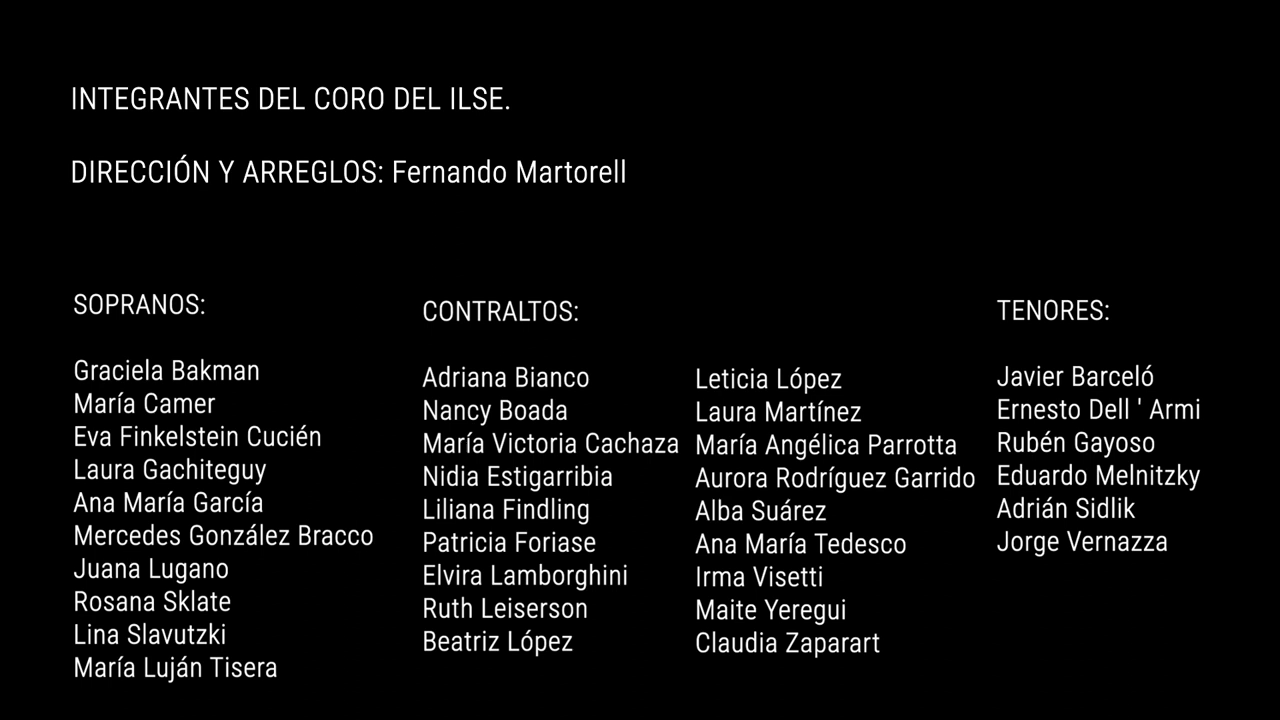 INTEGRANTES DEL CORO DEL ILSE.
DIRECCIÓN Y ARREGLOS: Fernando Martorell
SOPRANOS:
Graciela Bakman
María Camer
Eva Finkelstein Cucién
Laura Gachiteguy
Ana María García
Mercedes González Bracco
Juana Lugano
Rosana Sklate
Lina Slavutzki
María Luján Tisera
CONTRALTOS:
Adriana Bianco
Nancy Boada
María Victoria Cachaza
Nidia Estigarribia
Liliana Findling
Patricia Foriase
Elvira Lamborghini
Ruth Leiserson
Beatriz López
Leticia López
Laura Martínez
María Angélica Parrotta
Aurora Rodríguez Garrido
Alba Suárez
Ana María Tedesco
Irma Visetti
Maite Yeregui
Claudia Zaparart
TENORES:
Javier Barceló
Ernesto Dell ' Armi
Rubén Gayoso
Eduardo Melnitzky
Adrián Sidlik
Jorge Vernazza